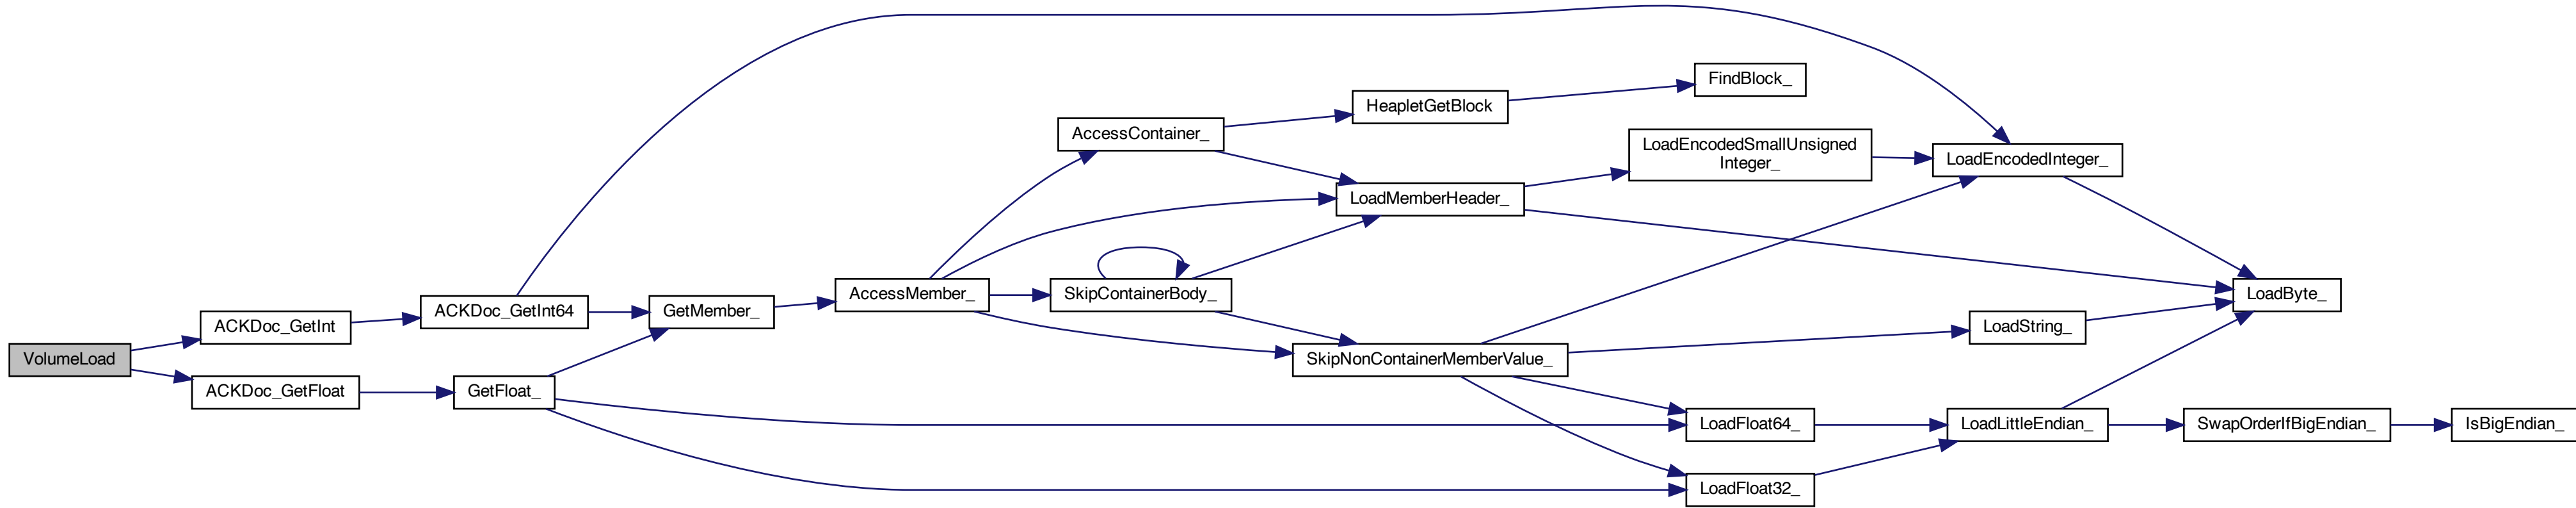 VolumeLoad
ACKDoc_GetInt
ACKDoc_GetFloat
ACKDoc_GetInt64
GetFloat_
GetMember_
AccessMember_
AccessContainer_
SkipContainerBody_
HeapletGetBlock
LoadMemberHeader_
SkipNonContainerMemberValue_
FindBlock_
LoadEncodedSmallUnsigned
Integer_
LoadFloat64_
LoadFloat32_
LoadEncodedInteger_
LoadString_
LoadLittleEndian_
LoadByte_
SwapOrderIfBigEndian_
IsBigEndian_